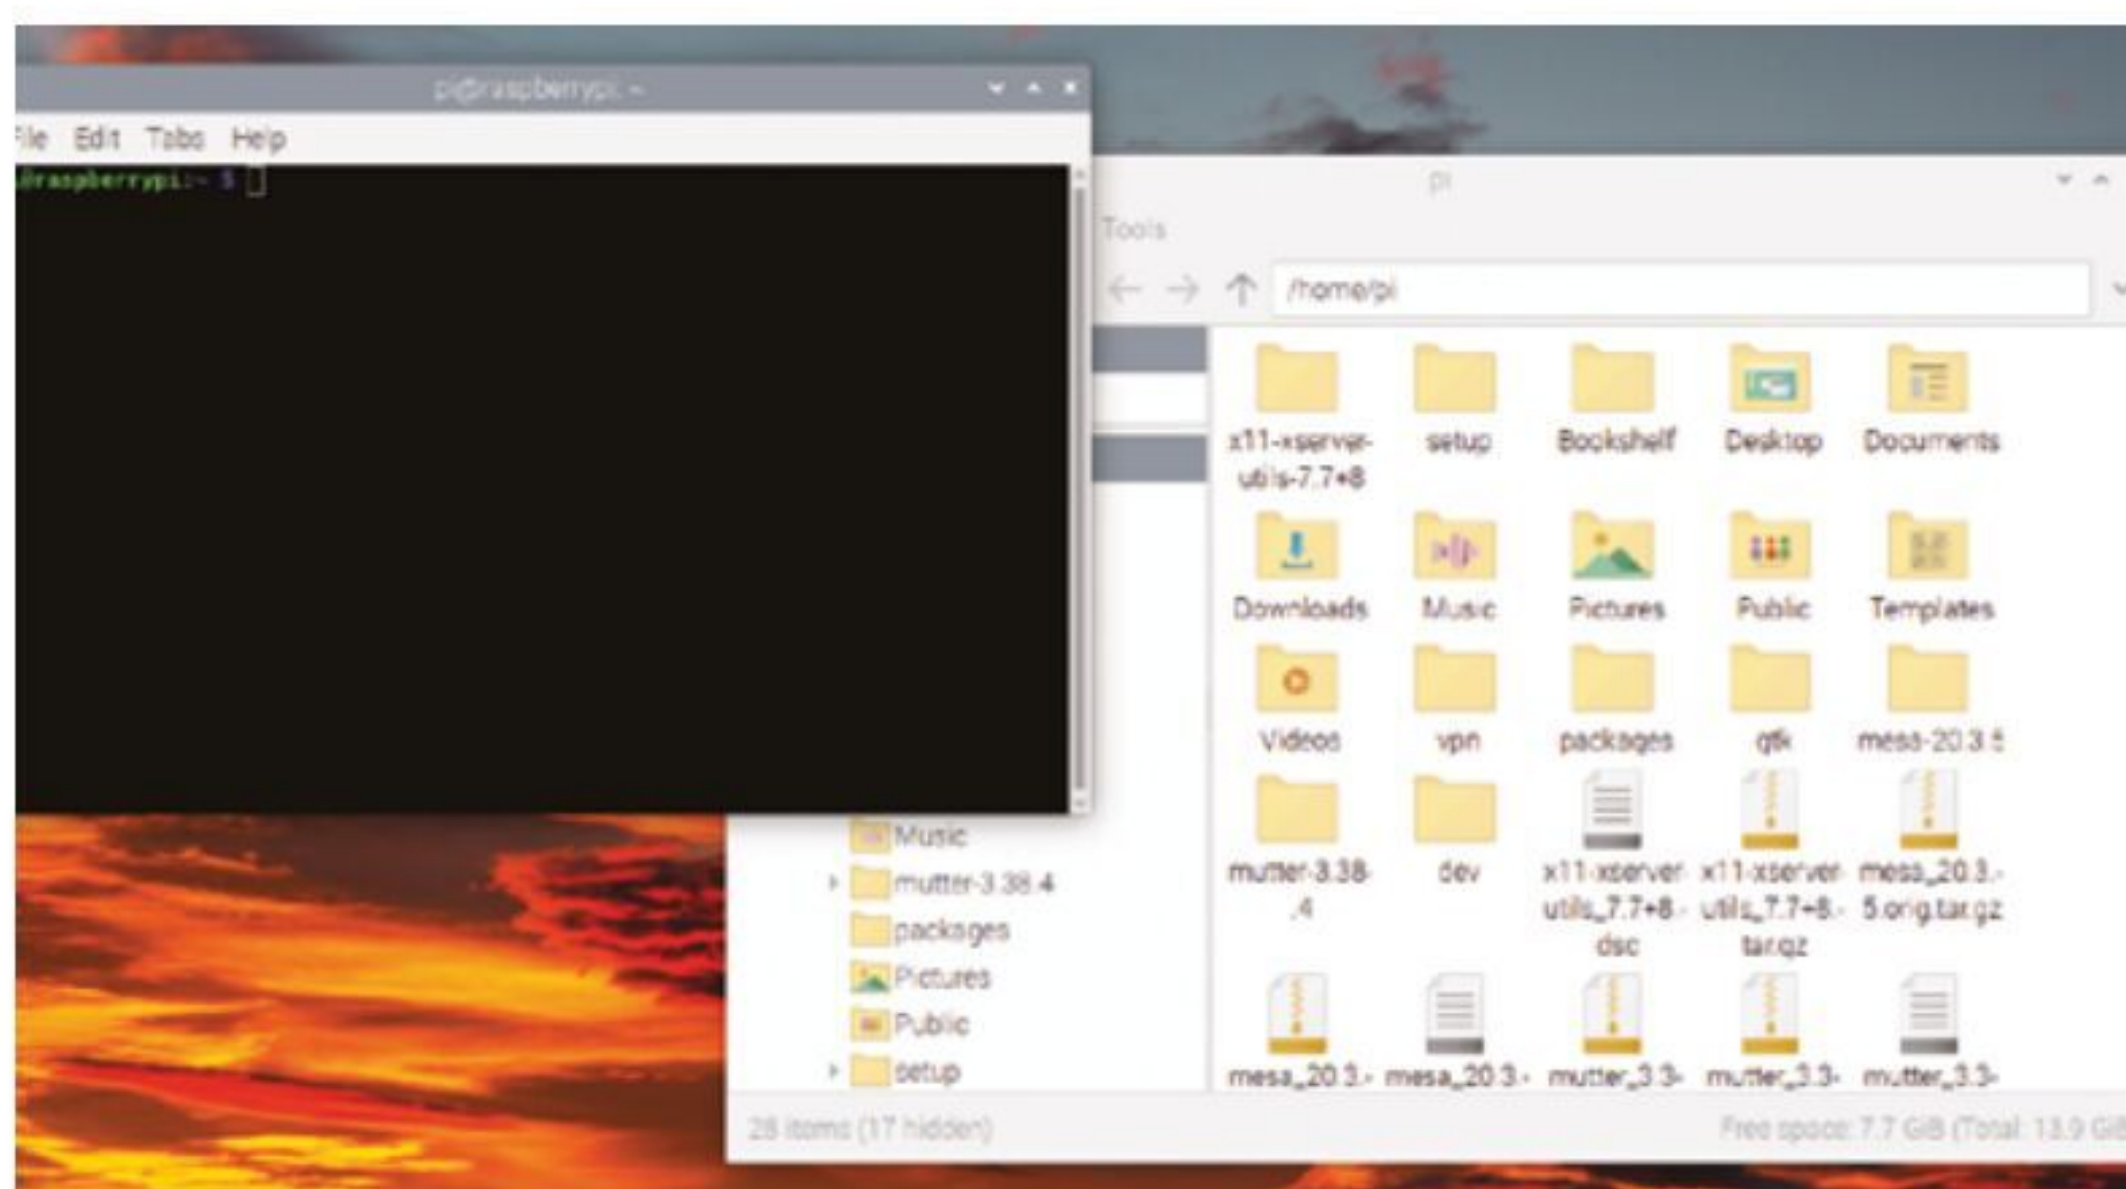 pi@raspberrypi: ~
File Edit Tabs Help
@raspberrypi:~ $
pi
Tools
/home/pi
x11-xserver-
utils-7.7+8
setup
Bookshelf
Desktop
Documents
Downloads
Music
Pictures
Public
Templates
Videos
vpn
packages
gtk
mesa-20.3.5
mutter-3.38-
.4
dev
x11-xserver-
utils_7.7+8.-
dsc
x11-xserver-
utils_7.7+8.-
tar.gz
mesa_20.3.-
5.orig.tar.gz
mesa_20.3.-
mesa_20.3.-
mutter_3.3-
mutter_3.3-
mutter_3.3-
Music
mutter-3.38.4
packages
Pictures
Public
setup
28 items (17 hidden)
Free space: 7.7 GiB (Total: 13.9 GiB